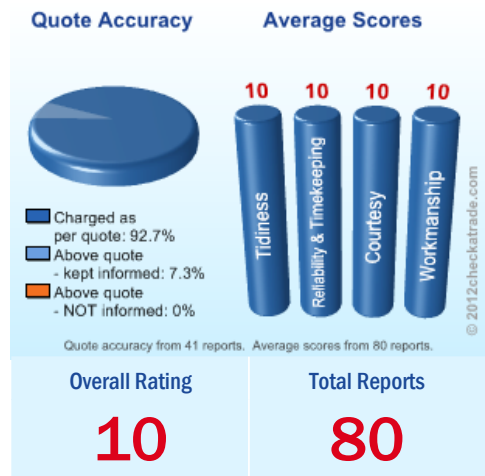 Quote Accuracy
Average Scores
10 10 10 10
Tidiness
Reliability & Timekeeping
Courtesy
Workmanship
Charged as
per quote: 92.7%
Above quote
- kept informed: 7.3%
Above quote
- NOT informed: 0%
© 2012checkatrade.com
Quote accuracy from 41 reports. Average scores from 80 reports.
Overall Rating
10
Total Reports
80